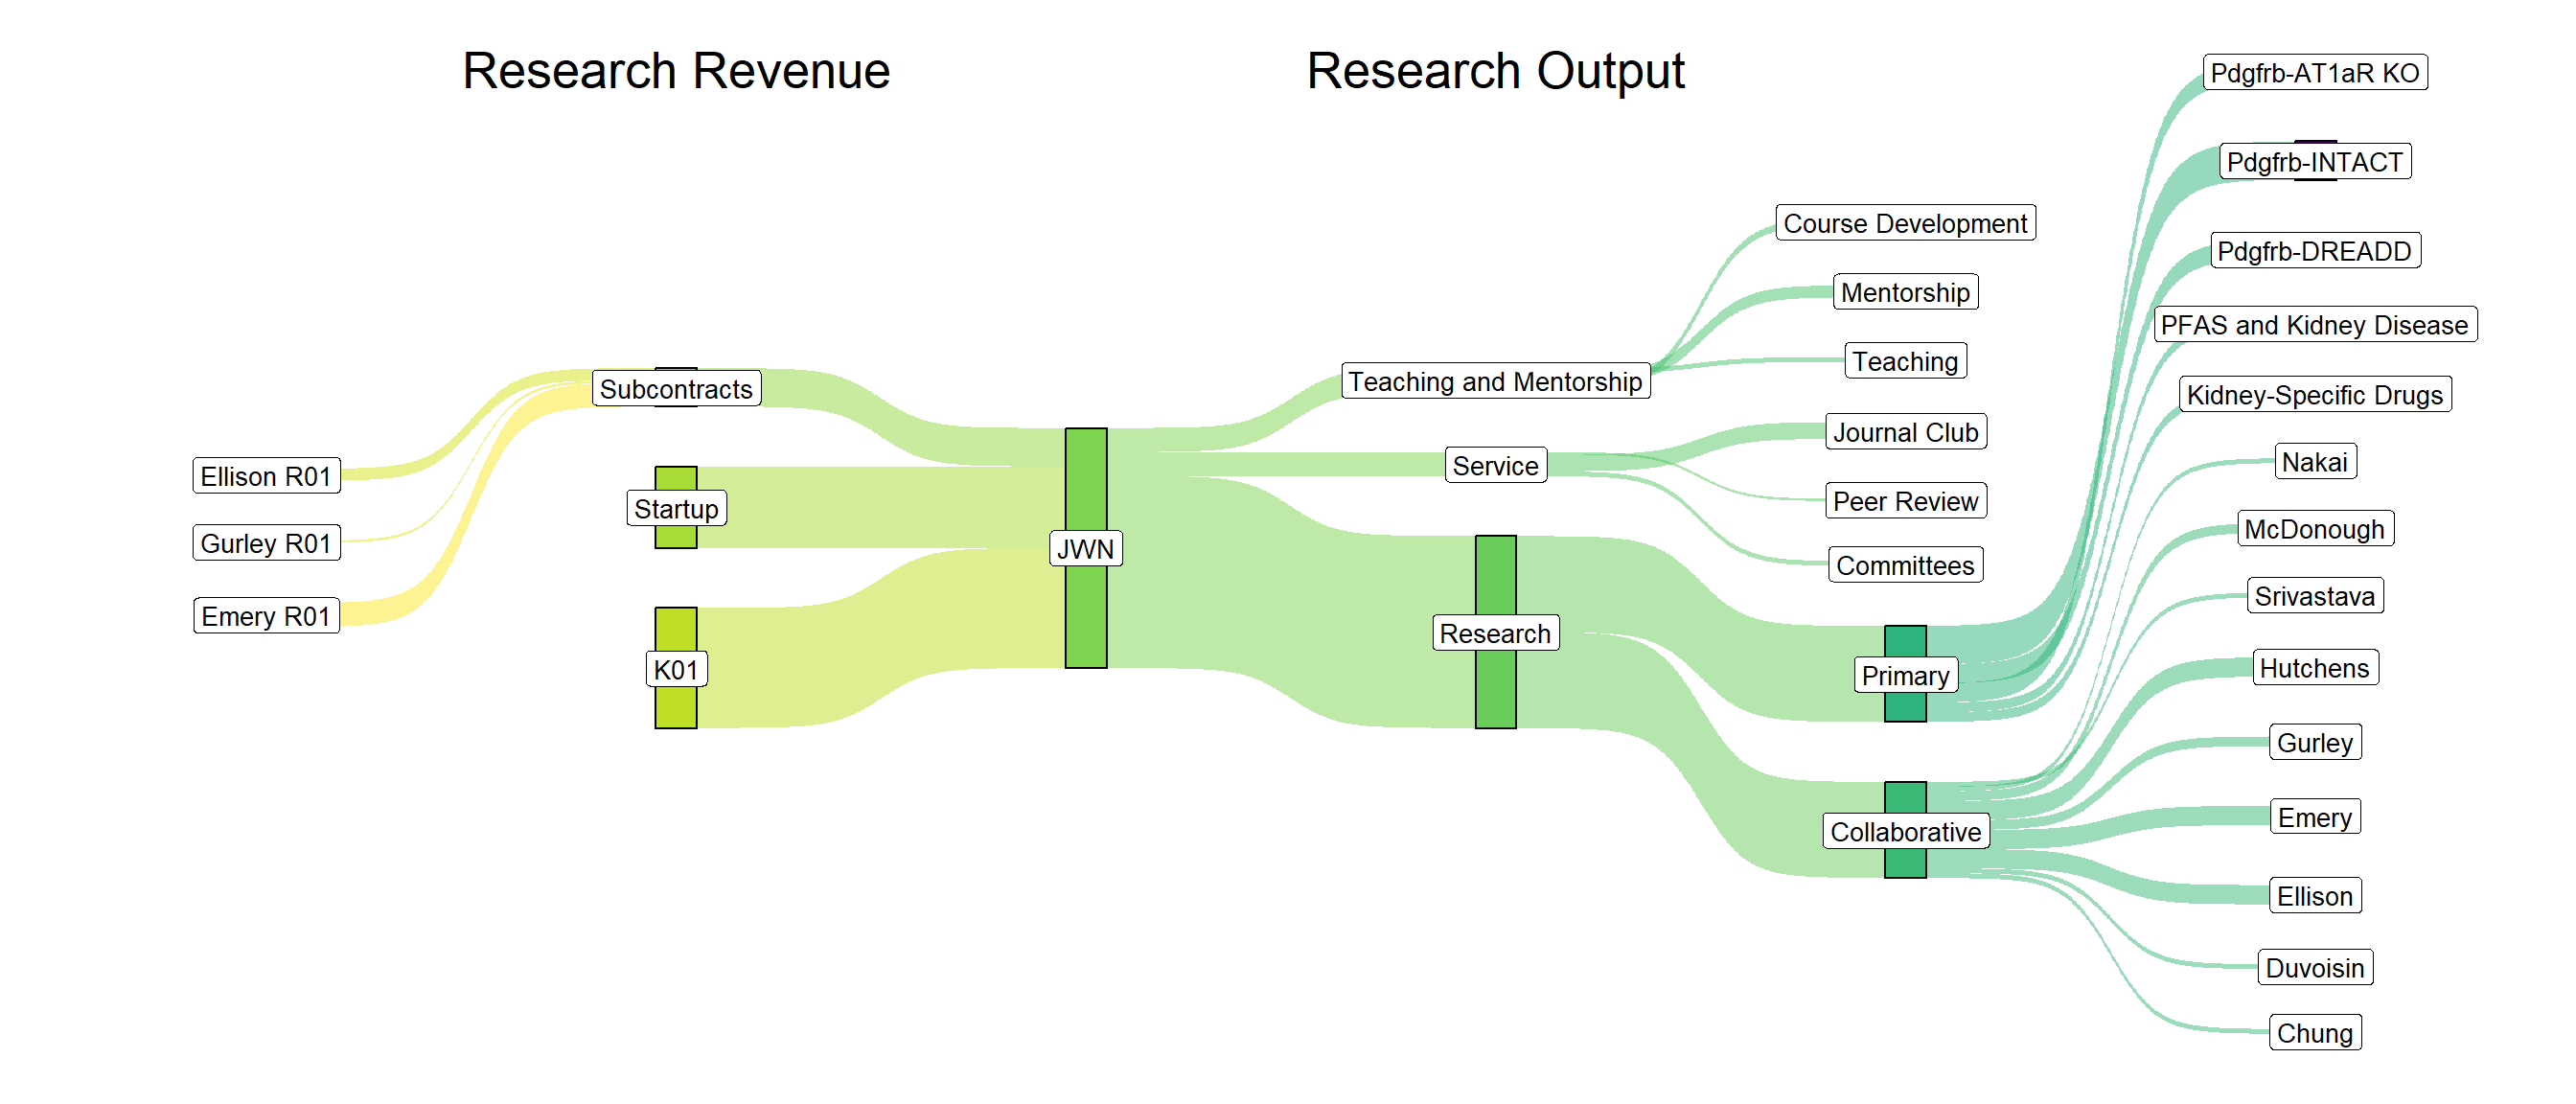 Research Revenue
Research Output
Ellison R01
Gurley R01
Emery R01
Subcontracts
Startup
K01
JWN
Teaching and Mentorship
Service
Research
Course Development
Mentorship
Teaching
Journal Club
Peer Review
Committees
Primary
Collaborative
Pdgfrb-AT1aR KO
Pdgfrb-INTACT
Pdgfrb-DREADD
PFAS and Kidney Disease
Kidney-Specific Drugs
Nakai
McDonough
Srivastava
Hutchens
Gurley
Emery
Ellison
Duvoisin
Chung